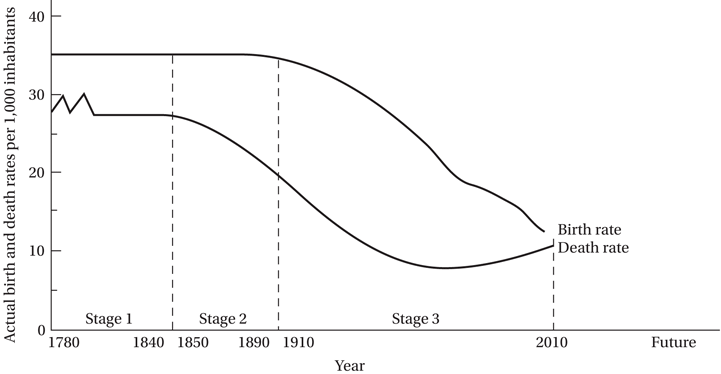 Actual birth and death rates per 1,000 inhabitants
40
30
20
10
0
Birth rate
Death rate
Stage 1
Stage 2
Stage 3
1780
1840
1850
1890
1910
2010
Future
Year